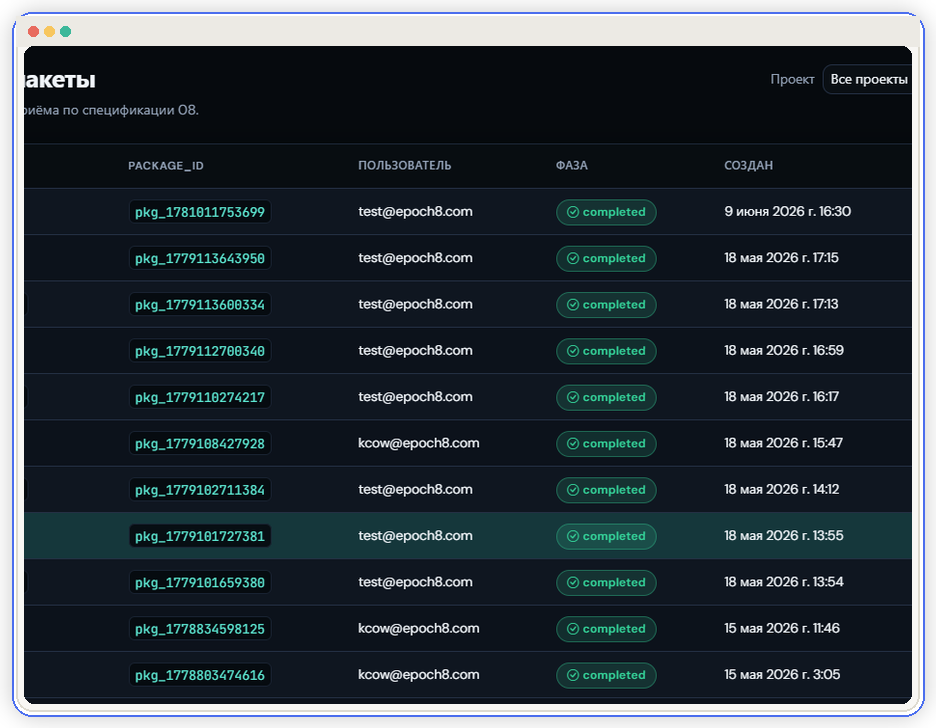 акеты
Проект Все проекты
риёма по спецификации 08.
PACKAGE_ID ПОЛЬЗОВАТЕЛЬ ФАЗА СОЗДАН
pkg_1781011753699 test@epoch8.com completed 9 июня 2026 г. 16:30
pkg_1779113643950 test@epoch8.com completed 18 мая 2026 г. 17:15
pkg_1779113600334 test@epoch8.com completed 18 мая 2026 г. 17:13
pkg_1779112700340 test@epoch8.com completed 18 мая 2026 г. 16:59
pkg_1779110274217 test@epoch8.com completed 18 мая 2026 г. 16:17
pkg_1779108427928 kcow@epoch8.com completed 18 мая 2026 г. 15:47
pkg_1779102711384 test@epoch8.com completed 18 мая 2026 г. 14:12
pkg_1779101727381 test@epoch8.com completed 18 мая 2026 г. 13:55
pkg_1779101659380 test@epoch8.com completed 18 мая 2026 г. 13:54
pkg_1778834598125 kcow@epoch8.com completed 15 мая 2026 г. 11:46
pkg_1778803474616 kcow@epoch8.com completed 15 мая 2026 г. 3:05